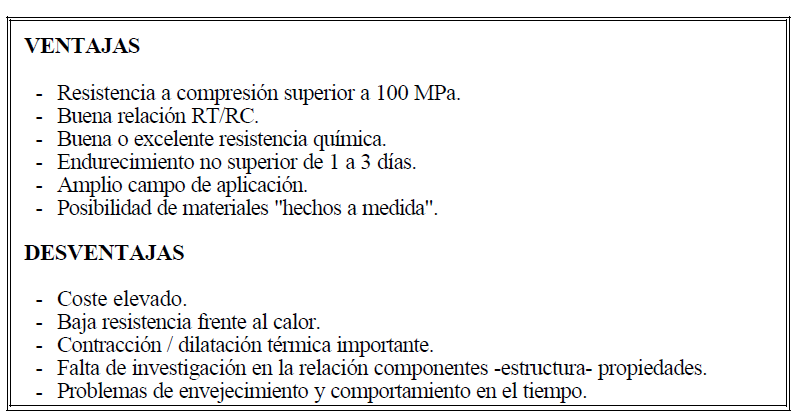 VENTAJAS
- Resistencia a compresión superior a 100 MPa.
- Buena relación RT/RC.
- Buena o excelente resistencia química.
- Endurecimiento no superior de 1 a 3 días.
- Amplio campo de aplicación.
- Posibilidad de materiales "hechos a medida".
DESVENTAJAS
- Coste elevado.
- Baja resistencia frente al calor.
- Contracción / dilatación térmica importante.
- Falta de investigación en la relación componentes -estructura- propiedades.
- Problemas de envejecimiento y comportamiento en el tiempo.